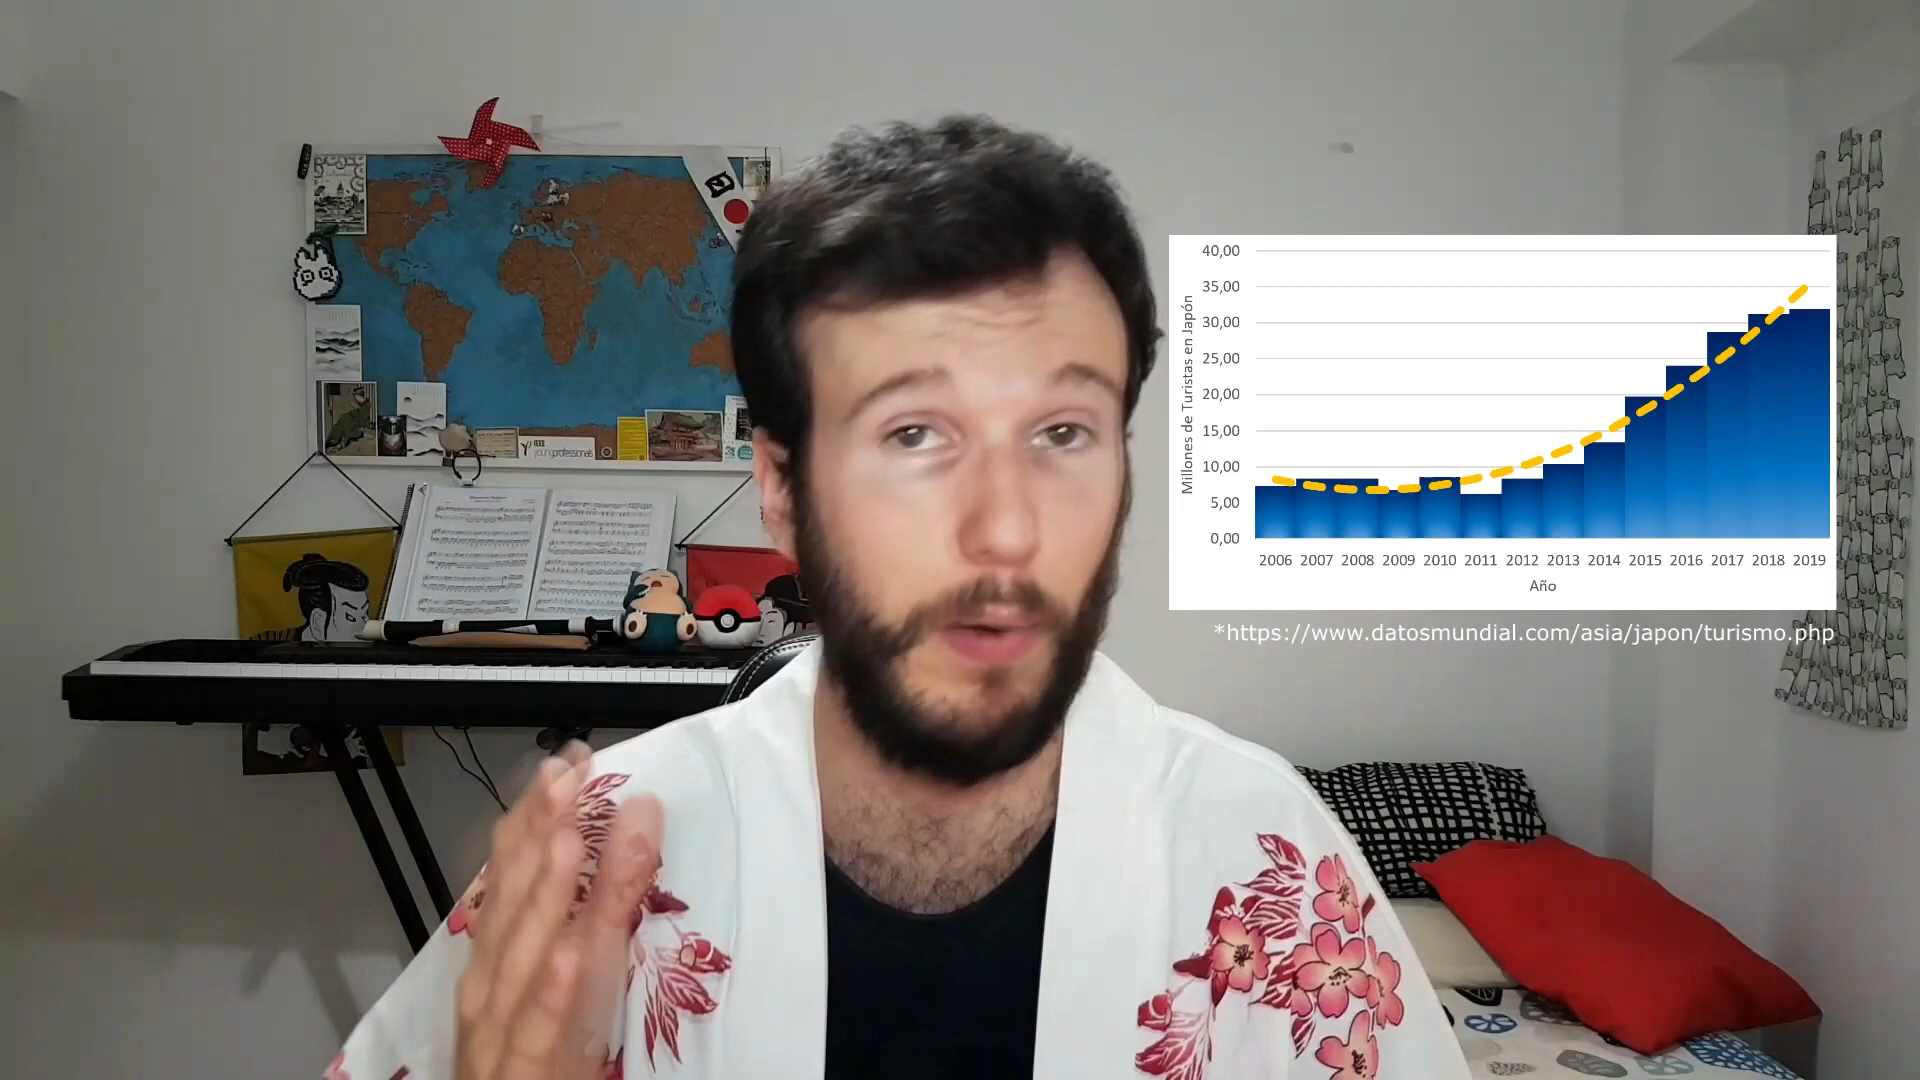 40,00
35,00
30,00
25,00
20,00
15,00
10,00
5,00
0,00
Millones de Turistas en Japón
2006 2007 2008 2009 2010 2011 2012 2013 2014 2015 2016 2017 2018 2019
Año
*https://www.datosmundial.com/asia/japon/turismo.php
youngprofessionals